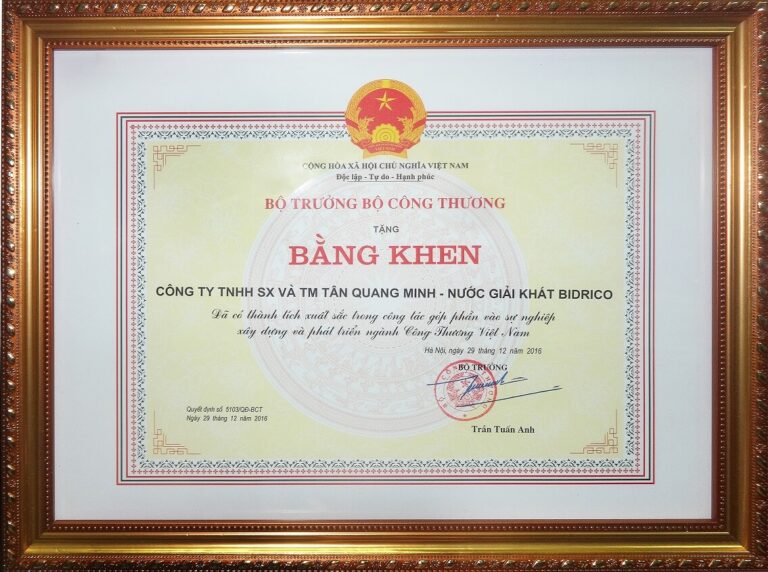 CỘNG HÒA XÃ HỘI CHỦ NGHĨA VIỆT NAM
Độc lập - Tự do - Hạnh phúc
BỘ TRƯỞNG BỘ CÔNG THƯƠNG
TẶNG
BẰNG KHEN
CÔNG TY TNHH SX VÀ TM TÂN QUANG MINH - NƯỚC GIẢI KHÁT BIDRICO
Đã có thành tích xuất sắc trong công tác góp phần vào sự nghiệp
xây dựng và phát triển ngành Công Thương Việt Nam
Hà Nội, ngày 29 tháng 12 năm 2016
BỘ TRƯỞNG
Quyết định số 5103/QĐ-BCT
Ngày 29 tháng 12 năm 2016
Trần Tuấn Anh